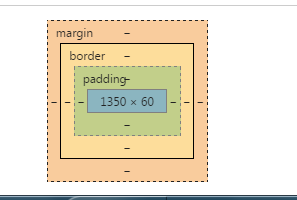 margin –
border –
padding –
– – – 1350 × 60 – – –
–
–
–